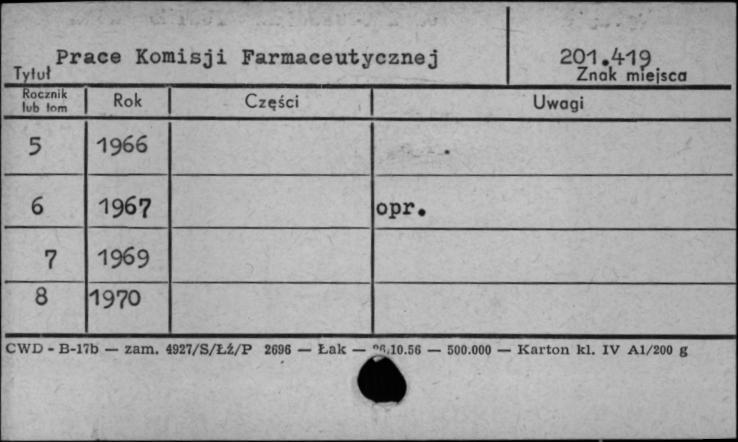 Prace Komisji Farmaceutycznej 201.419
Tytuł Znak miejsca
Rocznik lub tom Rok Części Uwagi
5 1966
6 1967 opr.
7 1969
8 1970
CWD - B-17b — zam. 4927/S/Łź/P 2696 — Łak — 26.10.56 — 500.000 — Karton kl. IV A1/200 g